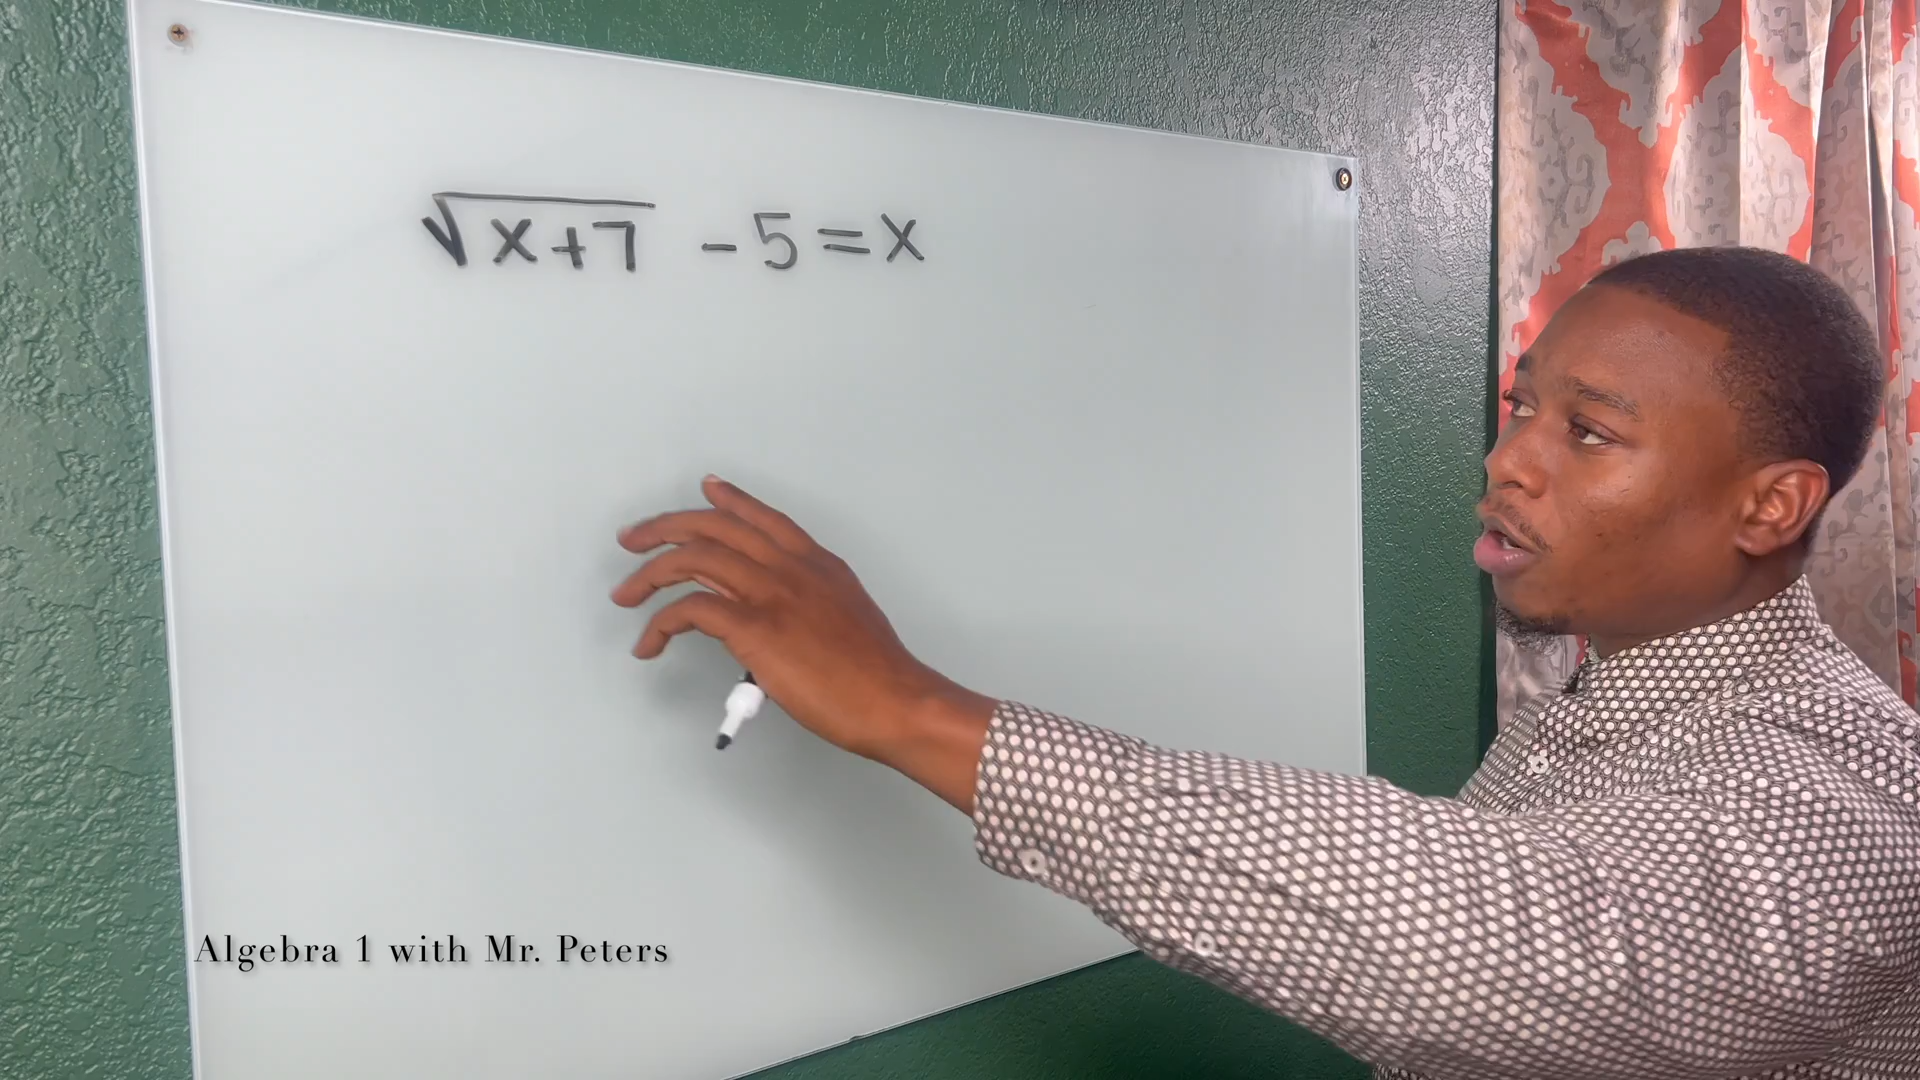 √x+7 - 5 = x
Algebra 1 with Mr. Peters